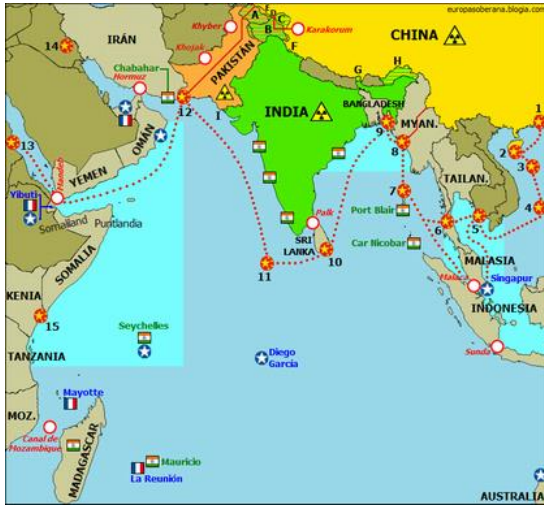 europasoberana.blogia.com
A
E
D
C
B
F
Khyber
Karakorum
CHINA
14
IRÁN
Khojak
PAKISTÁN
Chabahar
Normuz
G
H
INDIA
BANGLADESH
1
12
I
MYAN.
OMÁN
9
8
2
13
3
YEMEN
Mandeb
TAILAN.
Yibuti
7
Port Blair
4
Somaliland
Puntlandia
Palk
6
5
SRI
LANKA
Car Nicobar
SOMALIA
10
MALASIA
11
Malaca
Singapur
KENIA
INDONESIA
15
Seychelles
TANZANIA
Sunda
Diego
García
Mayotte
MOZ.
Canal de
Mozambique
MADAGASCAR
Mauricio
La Reunión
AUSTRALIA